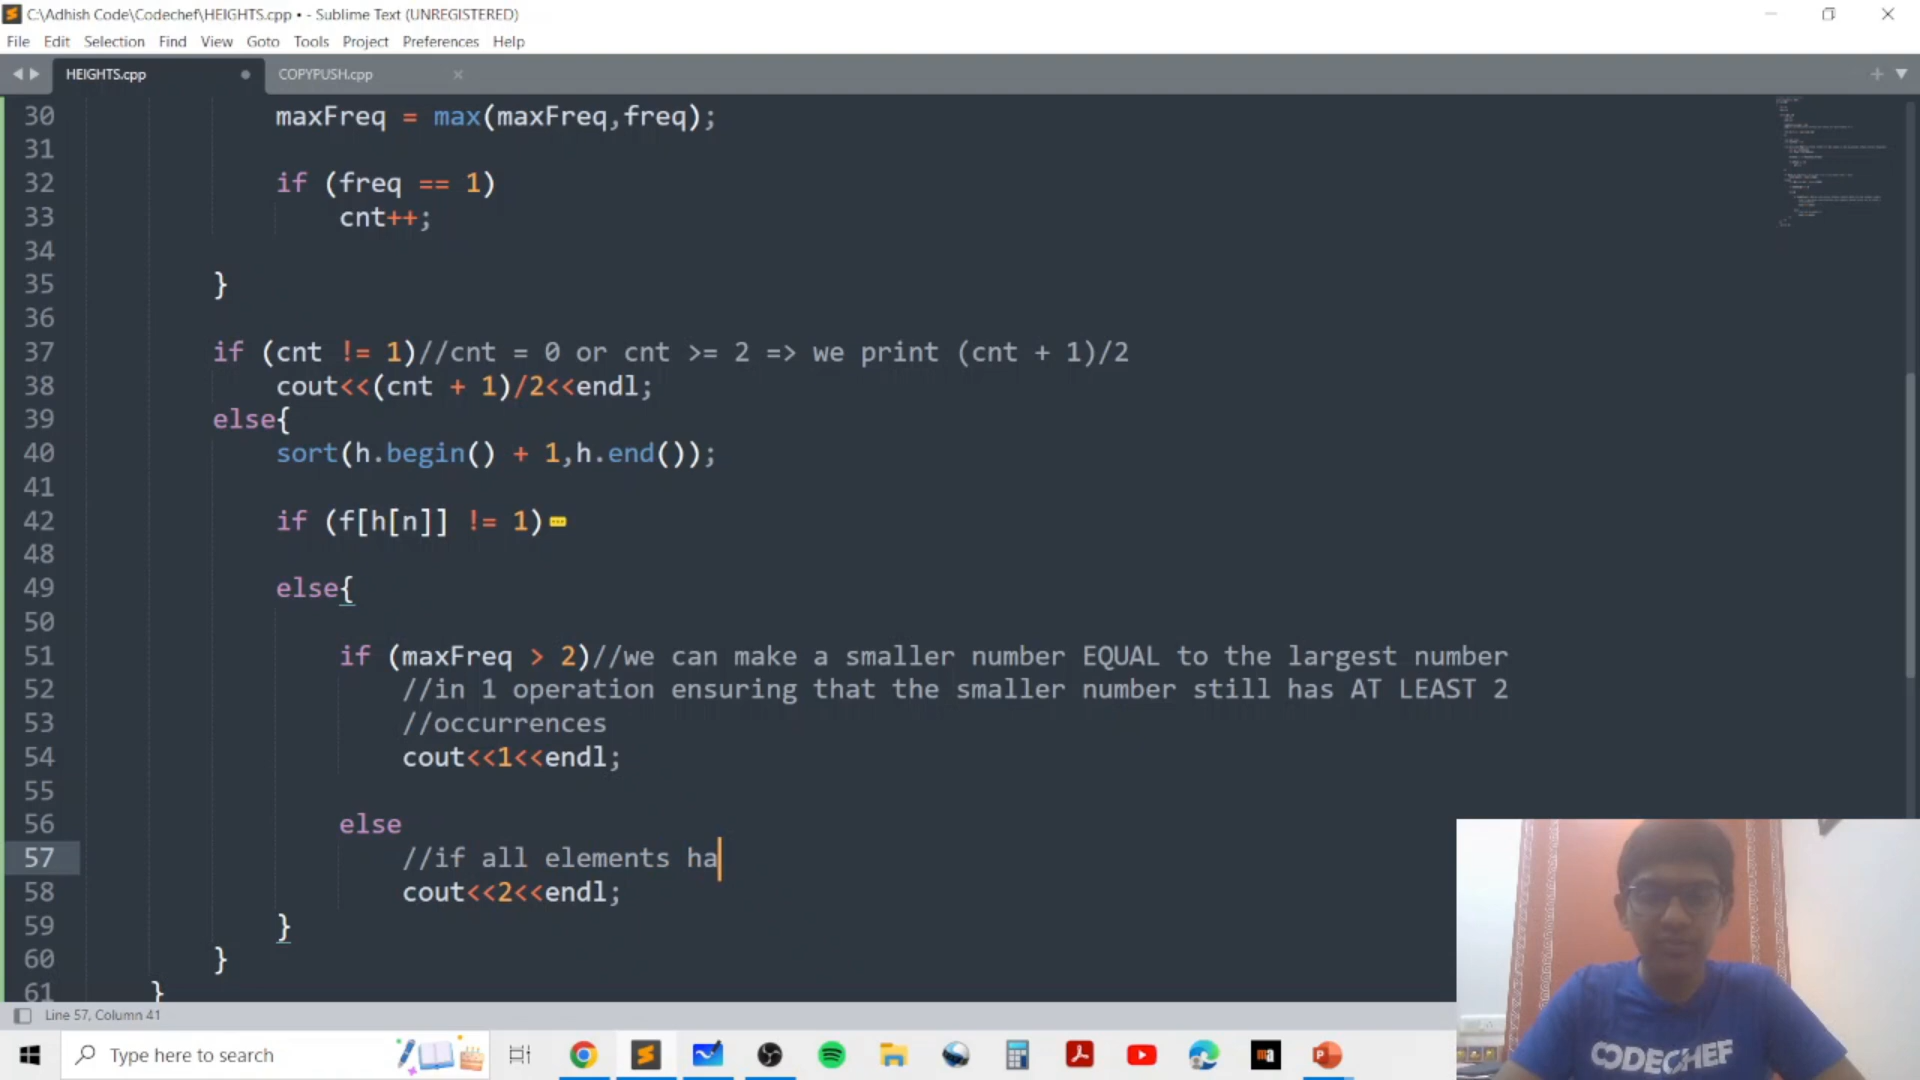 C:\Adhish Code\Codechef\HEIGHTS.cpp • - Sublime Text (UNREGISTERED)
File Edit Selection Find View Goto Tools Project Preferences Help
HEIGHTS.cpp COPYPUSH.cpp
30 maxFreq = max(maxFreq,freq);
31
32 if (freq == 1)
33 cnt++;
34
35 }
36
37 if (cnt != 1)//cnt = 0 or cnt >= 2 => we print (cnt + 1)/2
38 cout<<(cnt + 1)/2<<endl;
39 else{
40 sort(h.begin() + 1,h.end());
41
42 if (f[h[n]] != 1)
48
49 else{
50
51 if (maxFreq > 2)//we can make a smaller number EQUAL to the largest number
52 //in 1 operation ensuring that the smaller number still has AT LEAST 2
53 //occurrences
54 cout<<1<<endl;
55
56 else
57 //if all elements ha
58 cout<<2<<endl;
59 }
60 }
61 }
Line 57, Column 41
Type here to search
CODECHEF